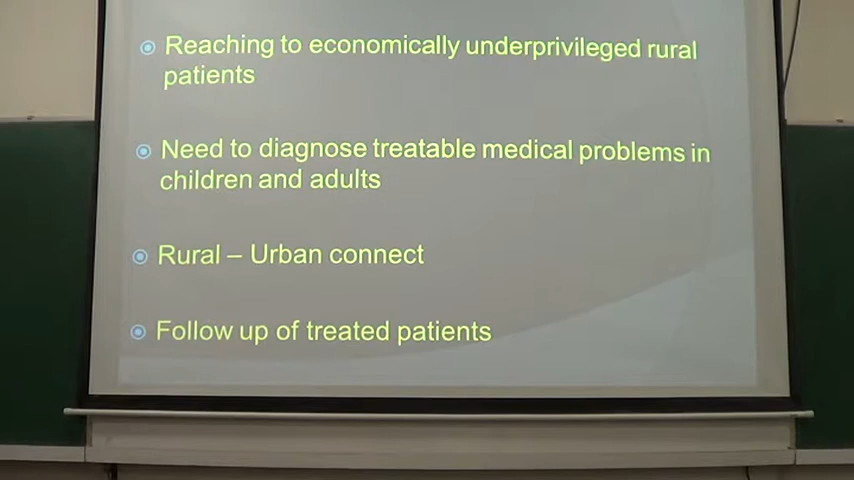 Reaching to economically underprivileged rural
patients
Need to diagnose treatable medical problems in
children and adults
Rural – Urban connect
Follow up of treated patients